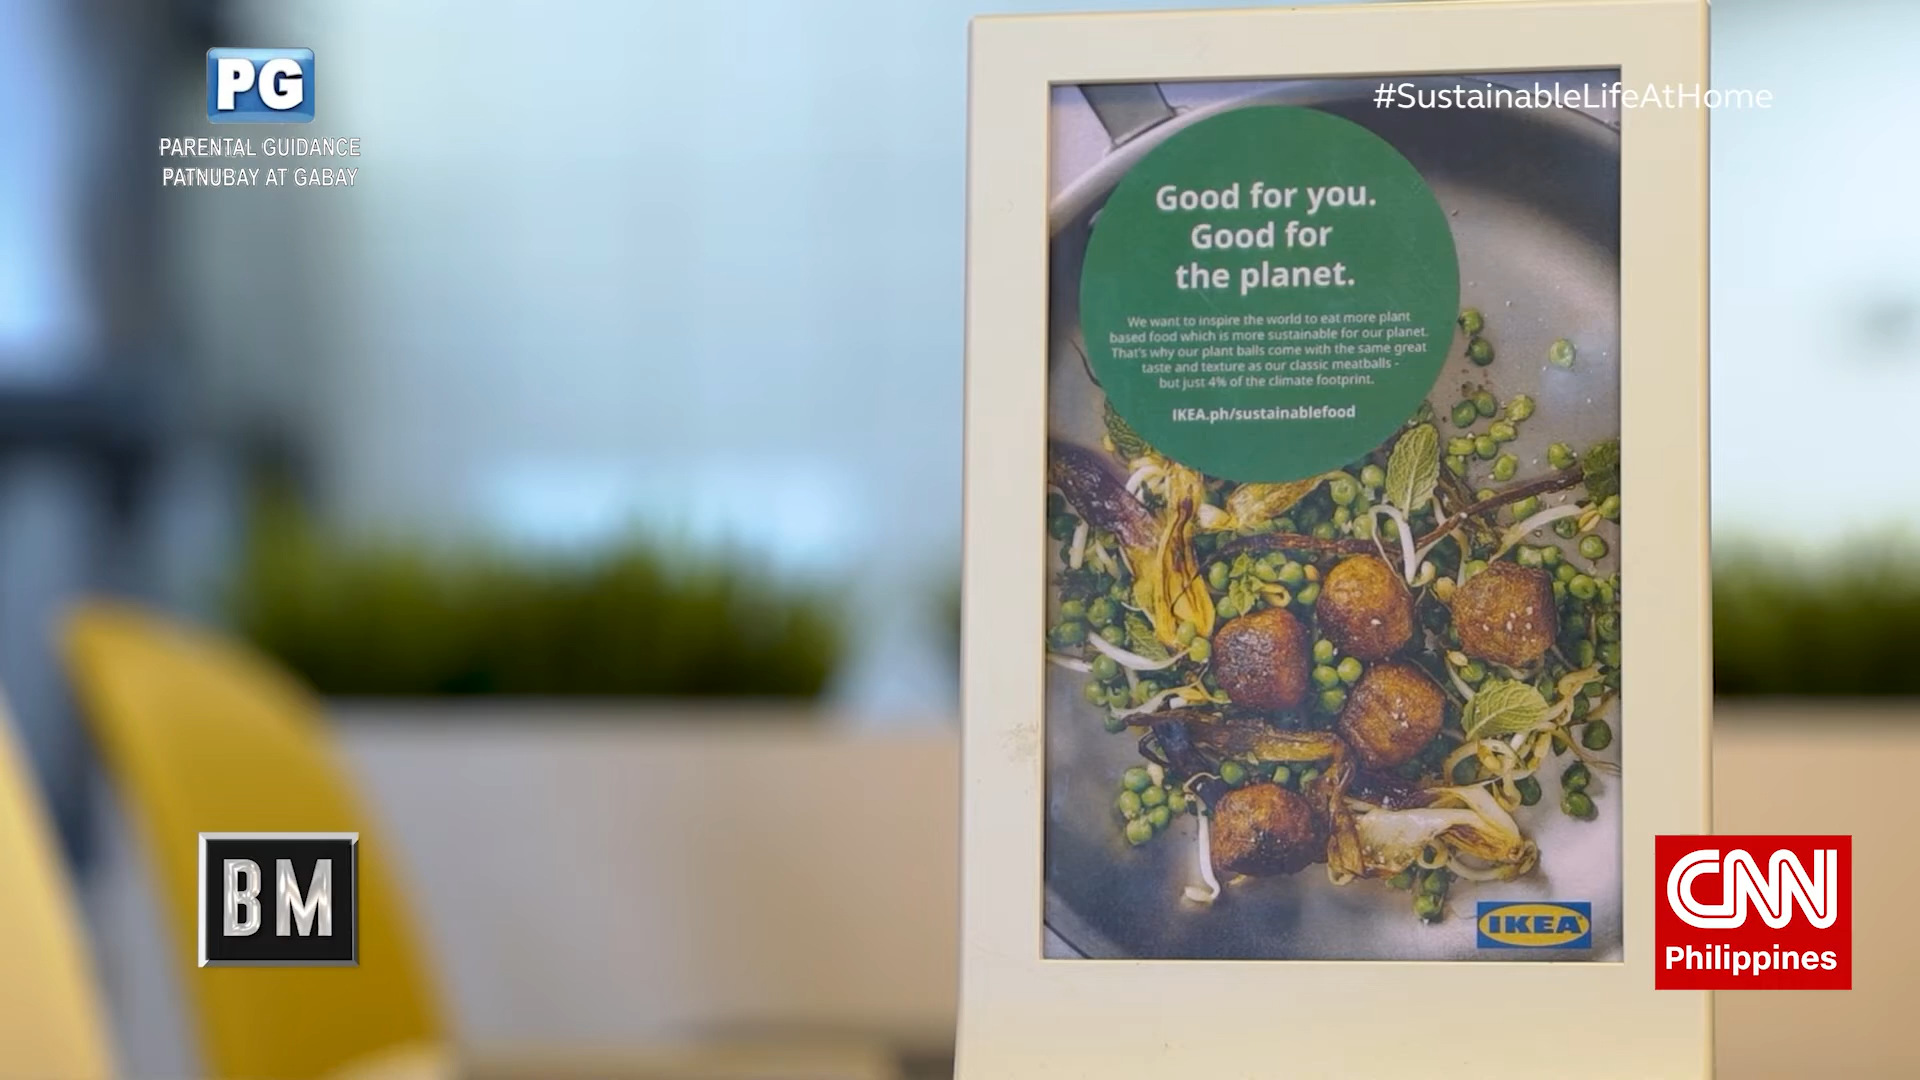 PG
PARENTAL GUIDANCE
PATNUBAY AT GABAY
#SustainableLifeAtHome
Good for you.
Good for
the planet.
We want to inspire the world to eat more plant
based food which is more sustainable for our planet.
That's why our plant balls come with the same great
taste and texture as our classic meatballs -
but just 4% of the climate footprint.
IKEA.ph/sustainablefood
IKEA
BM
CNN
Philippines